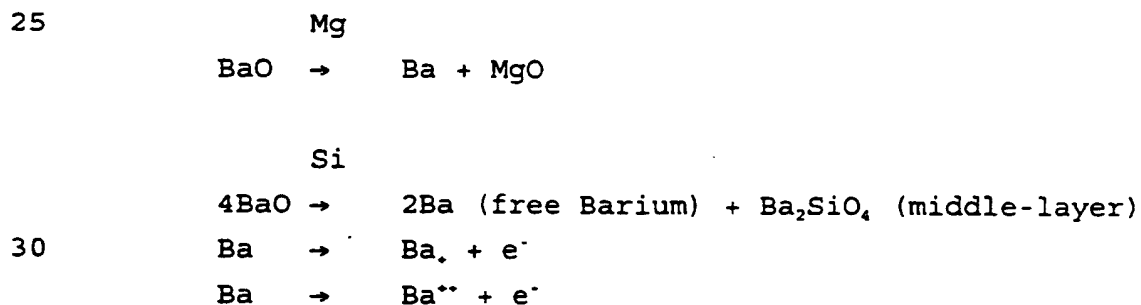 25 Mg
BaO → Ba + MgO
Si
4BaO → 2Ba (free Barium) + Ba₂SiO₄ (middle-layer)
30 Ba → Ba₊ + e⁻
Ba → Ba⁺⁺ + e⁻